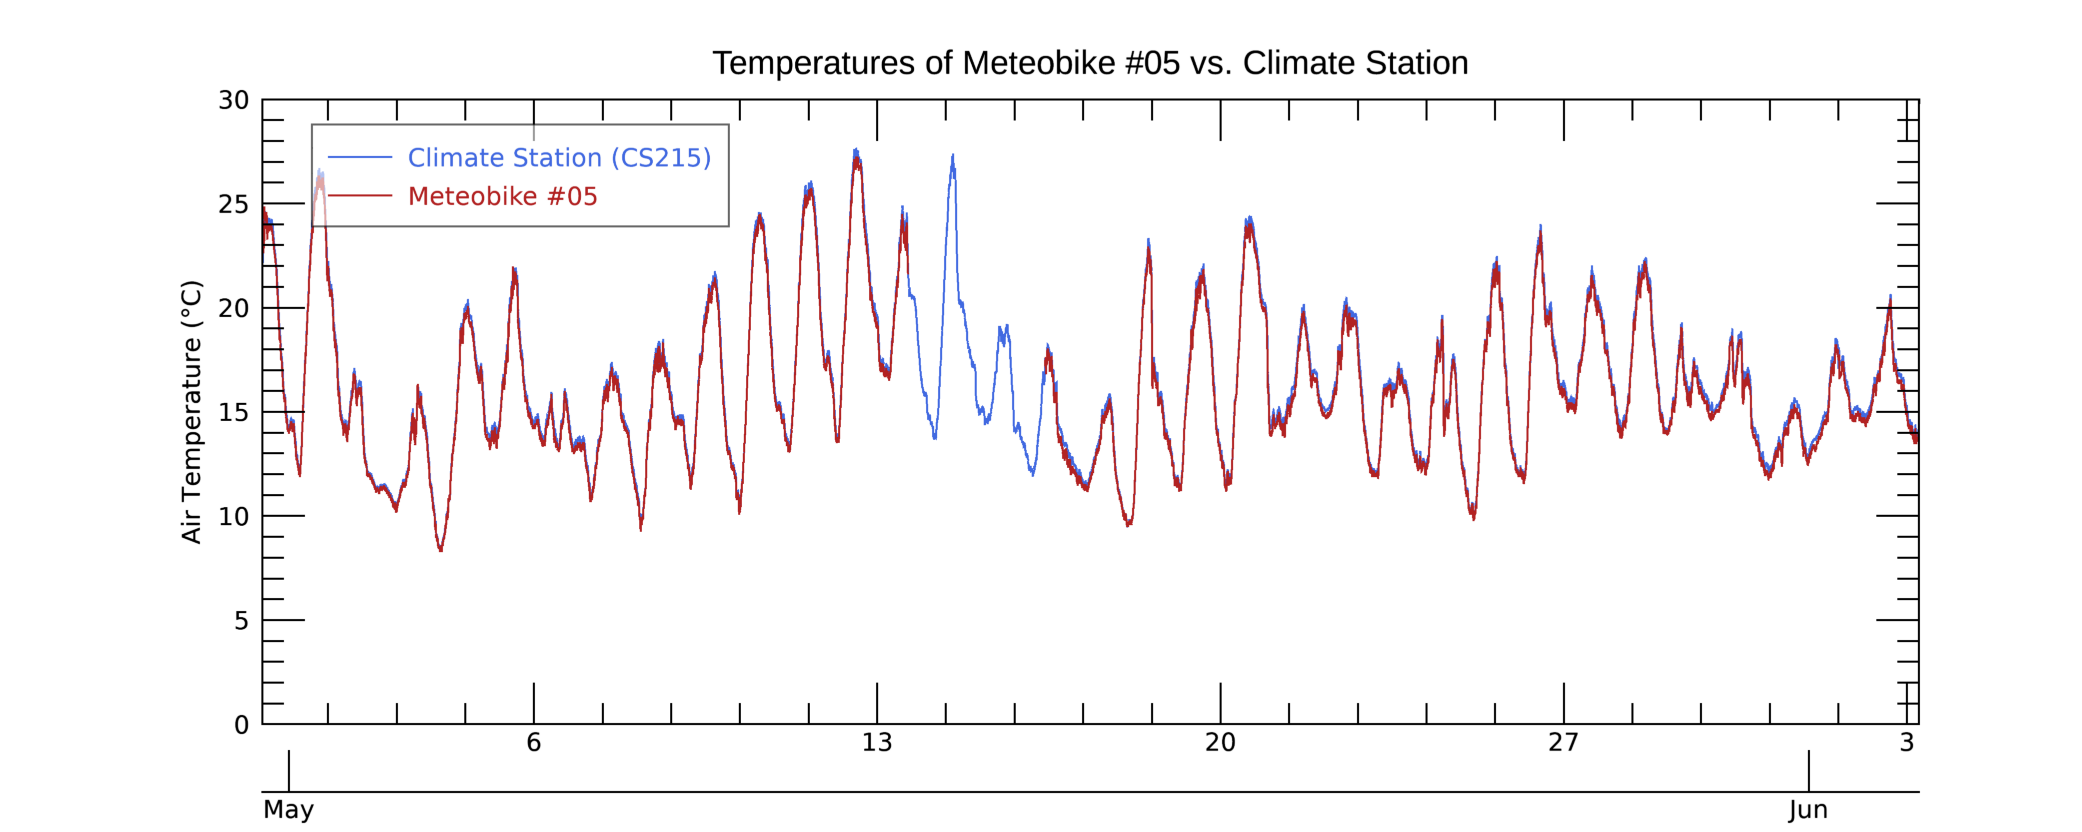 Temperatures of Meteobike #05 vs. Climate Station
30
25
20
15
10
5
0
Air Temperature (°C)
Climate Station (CS215)
Meteobike #05
6 13 20 27 3
May Jun